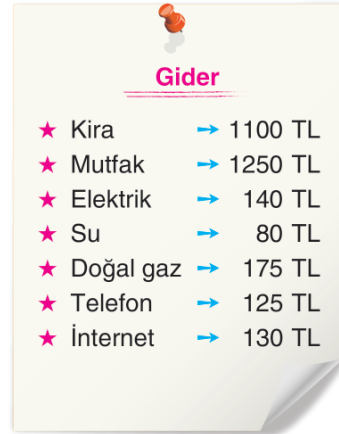 Gider
★ Kira → 1100 TL
★ Mutfak → 1250 TL
★ Elektrik → 140 TL
★ Su → 80 TL
★ Doğal gaz → 175 TL
★ Telefon → 125 TL
★ İnternet → 130 TL